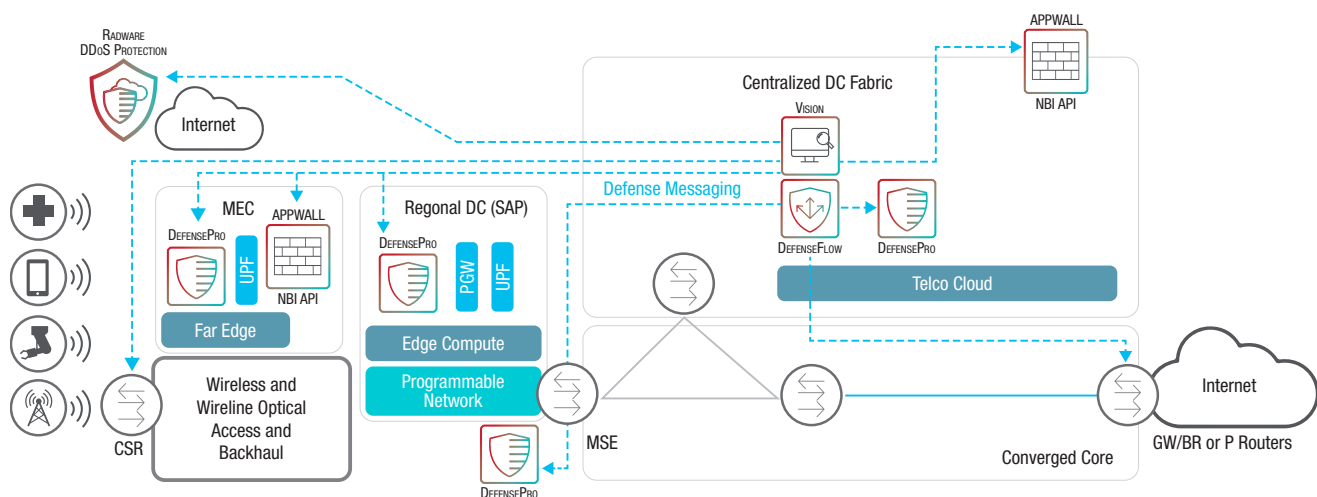 RADWARE
DDOS PROTECTION
Internet
APPWALL
NBI API
Centralized DC Fabric
VISION
Defense Messaging
DEFENSEFLOW
DEFENSEPRO
Telco Cloud
MEC
DEFENSEPRO
UPF
APPWALL
NBI API
Far Edge
Regonal DC (SAP)
DEFENSEPRO
PGW
UPF
Edge Compute
Programmable
Network
Wireless and
Wireline Optical
Access and
Backhaul
CSR
MSE
DEFENSEPRO
Internet
GW/BR or P Routers
Converged Core